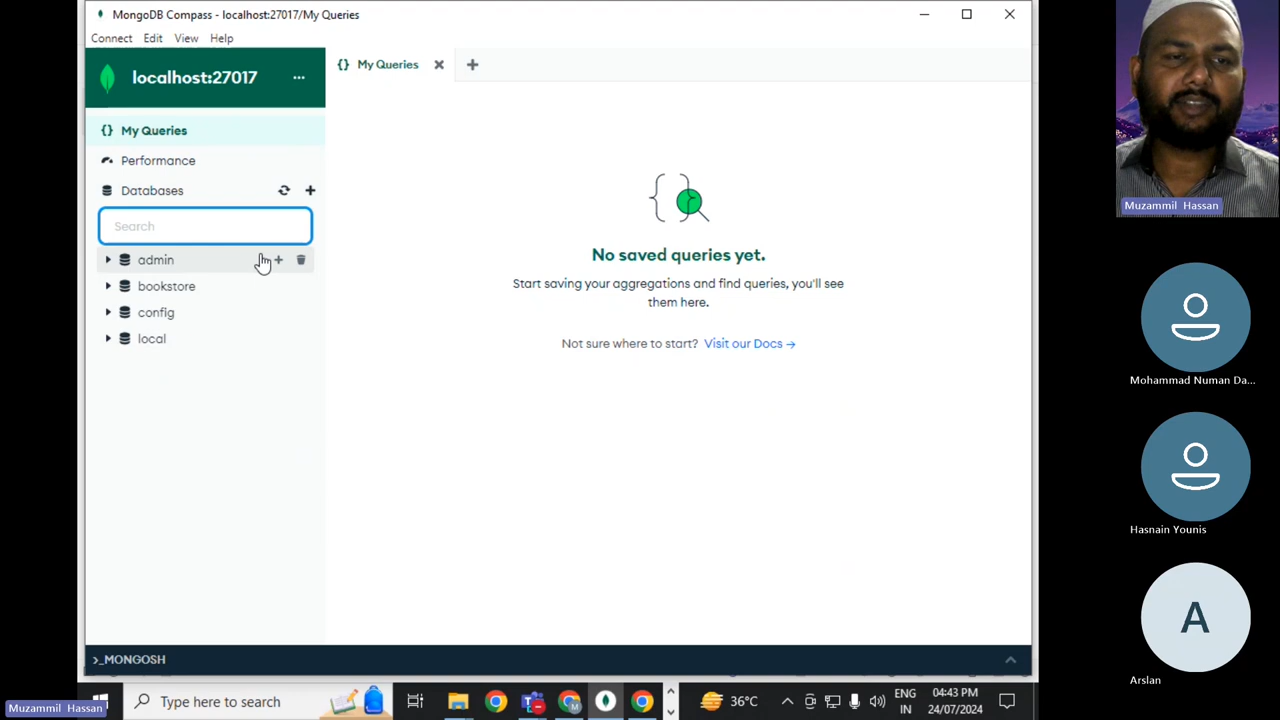 MongoDB Compass - localhost:27017/My Queries
Connect Edit View Help
localhost:27017
My Queries
My Queries
Performance
Databases
Search
admin
bookstore
config
local
No saved queries yet.
Start saving your aggregations and find queries, you'll see
them here.
Not sure where to start? Visit our Docs
>_MONGOSH
Type here to search
36°C
ENG
IN
04:43 PM
24/07/2024
Muzammil Hassan
Muzammil Hassan
Mohammad Numan Da...
Hasnain Younis
A
Arslan